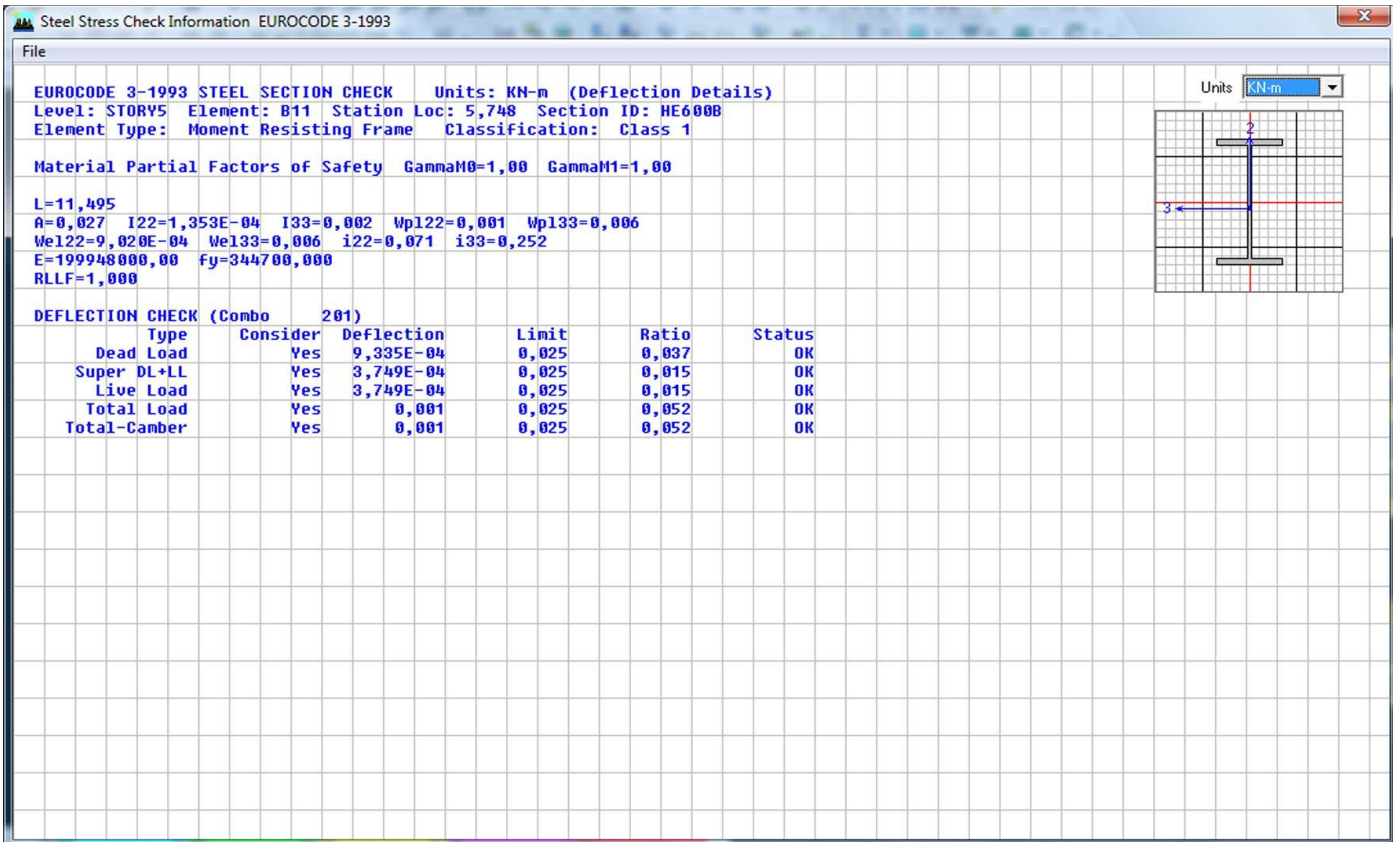 Steel Stress Check Information EUROCODE 3-1993
File
Units KN-m
EUROCODE 3-1993 STEEL SECTION CHECK Units: KN-m (Deflection Details)
Level: STORY5 Element: B11 Station Loc: 5,748 Section ID: HE600B
Element Type: Moment Resisting Frame Classification: Class 1
Material Partial Factors of Safety GammaM0=1,00 GammaM1=1,00
L=11,495
A=0,027 I22=1,353E-04 I33=0,002 Wpl22=0,001 Wpl33=0,006
Wel22=9,020E-04 Wel33=0,006 i22=0,071 i33=0,252
E=199948000,00 fy=344700,000
RLLF=1,000
2
3
DEFLECTION CHECK (Combo 201)
Type Consider Deflection Limit Ratio Status
Dead Load Yes 9,335E-04 0,025 0,037 OK
Super DL+LL Yes 3,749E-04 0,025 0,015 OK
Live Load Yes 3,749E-04 0,025 0,015 OK
Total Load Yes 0,001 0,025 0,052 OK
Total-Camber Yes 0,001 0,025 0,052 OK